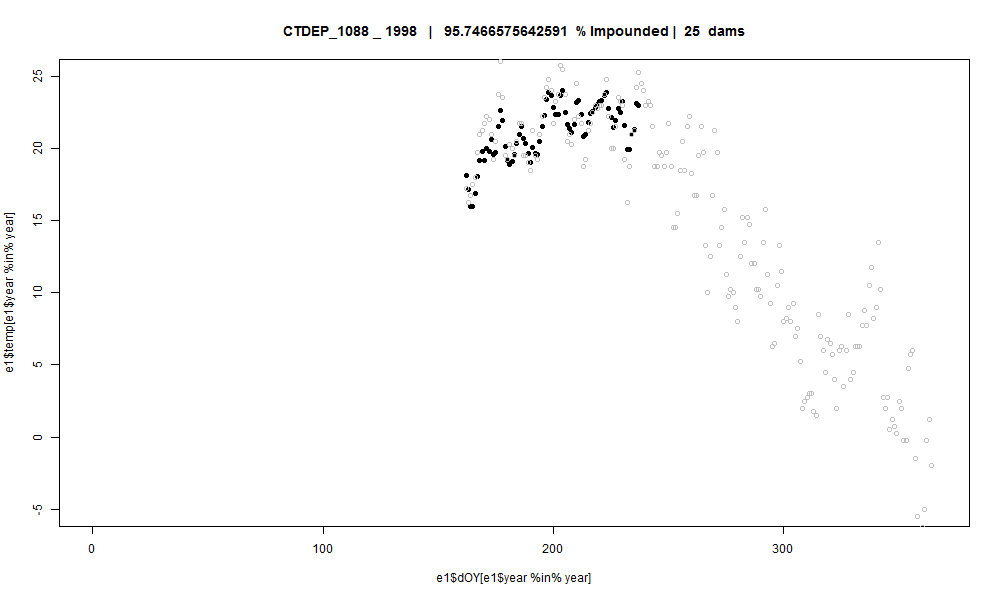 CTDEP_1088 _ 1998 | 95.7466575642591 % Impounded | 25 dams
e1$temp[e1$year %in% year]
25
20
15
10
5
0
-5
0 100 200 300
e1$dOY[e1$year %in% year]